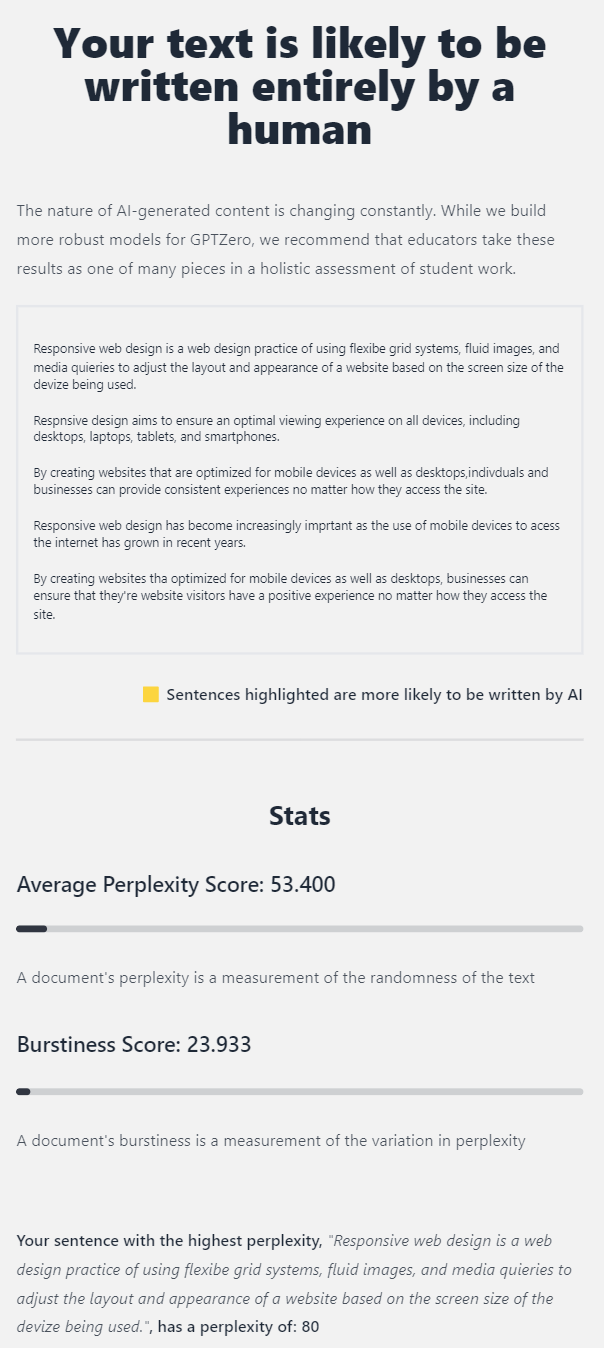 Your text is likely to be
written entirely by a
human
The nature of AI-generated content is changing constantly. While we build
more robust models for GPTZero, we recommend that educators take these
results as one of many pieces in a holistic assessment of student work.
Responsive web design is a web design practice of using flexibe grid systems, fluid images, and
media quieries to adjust the layout and appearance of a website based on the screen size of the
devize being used.
Respnsive design aims to ensure an optimal viewing experience on all devices, including
desktops, laptops, tablets, and smartphones.
By creating websites that are optimized for mobile devices as well as desktops,indivduals and
businesses can provide consistent experiences no matter how they access the site.
Responsive web design has become increasingly imprtant as the use of mobile devices to acess
the internet has grown in recent years.
By creating websites tha optimized for mobile devices as well as desktops, businesses can
ensure that they're website visitors have a positive experience no matter how they access the
site.
Sentences highlighted are more likely to be written by AI
Stats
Average Perplexity Score: 53.400
A document's perplexity is a measurement of the randomness of the text
Burstiness Score: 23.933
A document's burstiness is a measurement of the variation in perplexity
Your sentence with the highest perplexity, "Responsive web design is a web
design practice of using flexibe grid systems, fluid images, and media quieries to
adjust the layout and appearance of a website based on the screen size of the
devize being used.", has a perplexity of: 80